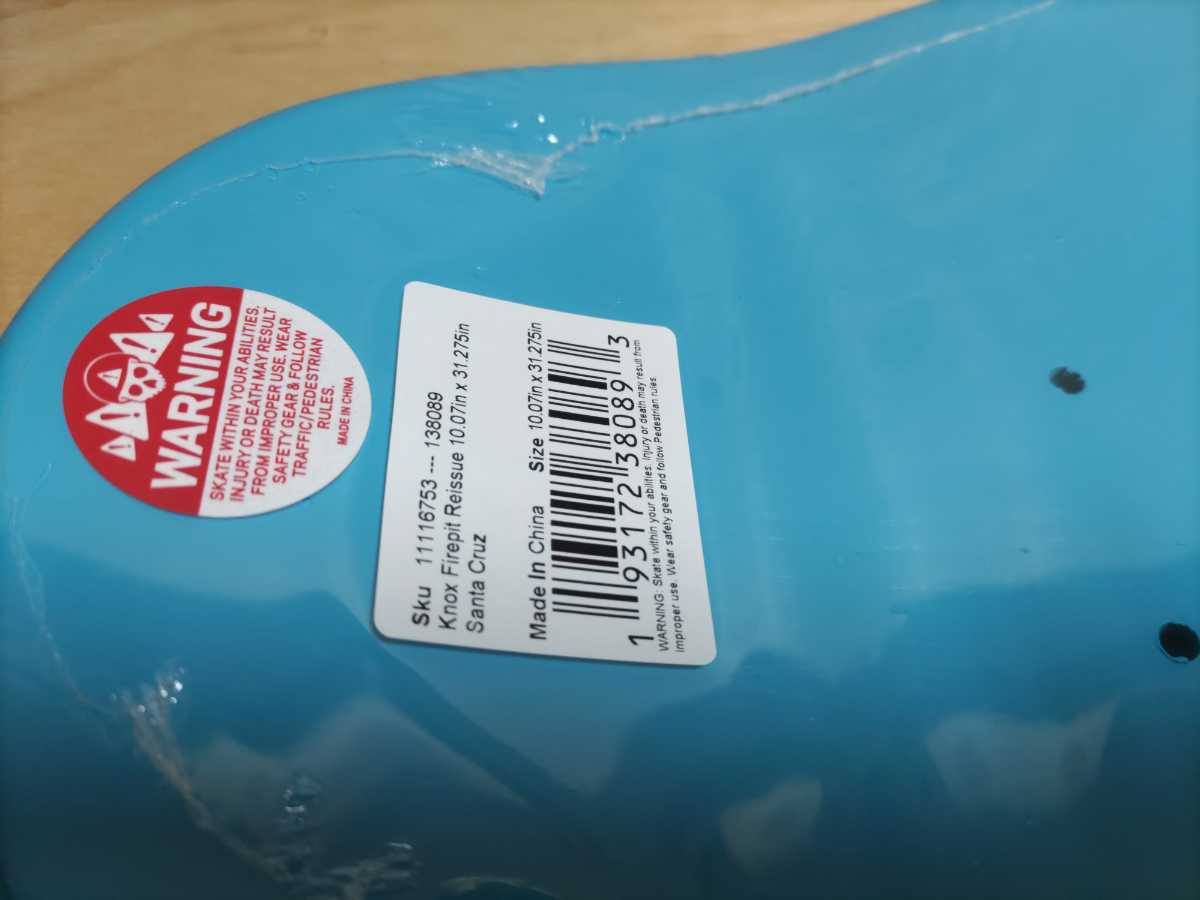 WARNING
SKATE WITHIN YOUR ABILITIES.
INJURY OR DEATH MAY RESULT
FROM IMPROPER USE. WEAR
SAFETY GEAR & FOLLOW
TRAFFIC/PEDESTRIAN
RULES.
MADE IN CHINA
Sku 11116753 --- 138089
Knox Firepit Reissue 10.07in x 31.275in
Santa Cruz
Made In China Size 10.07in x 31.275in
1 93172 38089 3
WARNING: Skate within your abilities. Injury or death may result from
improper use. Wear safety gear and follow Pedestrian rules.